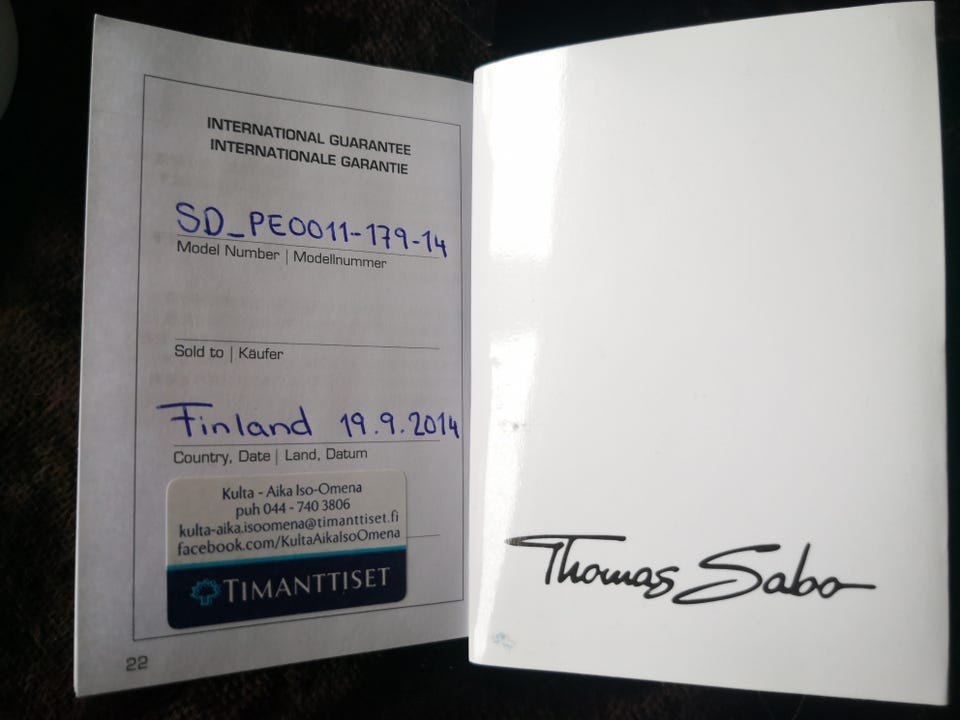 INTERNATIONAL GUARANTEE
INTERNATIONALE GARANTIE
SD_PE0011-179-14
Model Number | Modellnummer
Sold to | Käufer
Finland 19.9.2014
Country, Date | Land, Datum
Kulta - Aika Iso-Omena
puh 044 - 740 3806
kulta-aika.isoomena@timanttiset.fi
facebook.com/KultaAikaIsoOmena
TIMANTTISET
22
Thomas Sabo